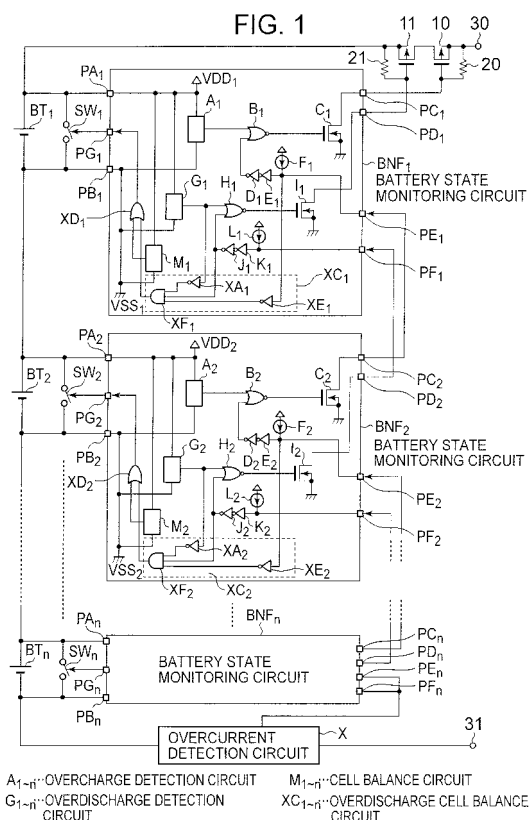 FIG. 1
11 10 30
21 20
PA1 VDD1 A1 B1 C1 PC1
PD1
BT1 SW1 PG1 F1 BNF1
BATTERY STATE
MONITORING CIRCUIT
D1 E1
PB1 G1 H1 I1 PE1
XD1 L1 PF1
M1 J1 K1 XC1
XA1
VSS1 XF1 XE1
PA2 VDD2 A2 B2 C2 PC2
PD2
BT2 SW2 PG2 F2 BNF2
BATTERY STATE
MONITORING CIRCUIT
D2 E2
PB2 G2 H2 I2 PE2
XD2 L2 PF2
M2 J2 K2
XA2
VSS2 XF2 XC2 XE2
BNFn
PAn PCn
BTn SWn BATTERY STATE PDn
PGn MONITORING CIRCUIT PEn
PBn PFn
X 31
OVERCURRENT
DETECTION CIRCUIT
A1~n···OVERCHARGE DETECTION CIRCUIT
G1~n···OVERDISCHARGE DETECTION
CIRCUIT
M1~n···CELL BALANCE CIRCUIT
XC1~n···OVERDISCHARGE CELL BALANCE
CIRCUIT